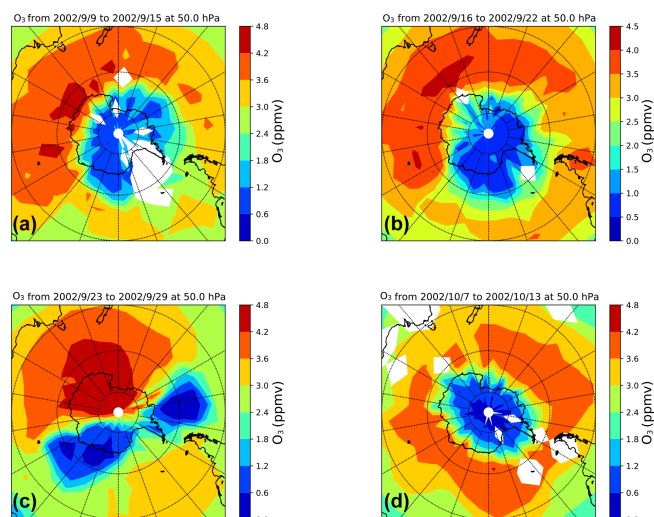 O₃ from 2002/9/9 to 2002/9/15 at 50.0 hPa
4.8
4.2
3.6
3.0
2.4
1.8
1.2
0.6
0.0
O₃ (ppmv)
(a)
O₃ from 2002/9/16 to 2002/9/22 at 50.0 hPa
4.5
4.0
3.5
3.0
2.5
2.0
1.5
1.0
0.5
0.0
O₃ (ppmv)
(b)
O₃ from 2002/9/23 to 2002/9/29 at 50.0 hPa
4.8
4.2
3.6
3.0
2.4
1.8
1.2
0.6
O₃ (ppmv)
(c)
O₃ from 2002/10/7 to 2002/10/13 at 50.0 hPa
4.8
4.2
3.6
3.0
2.4
1.8
1.2
0.6
O₃ (ppmv)
(d)